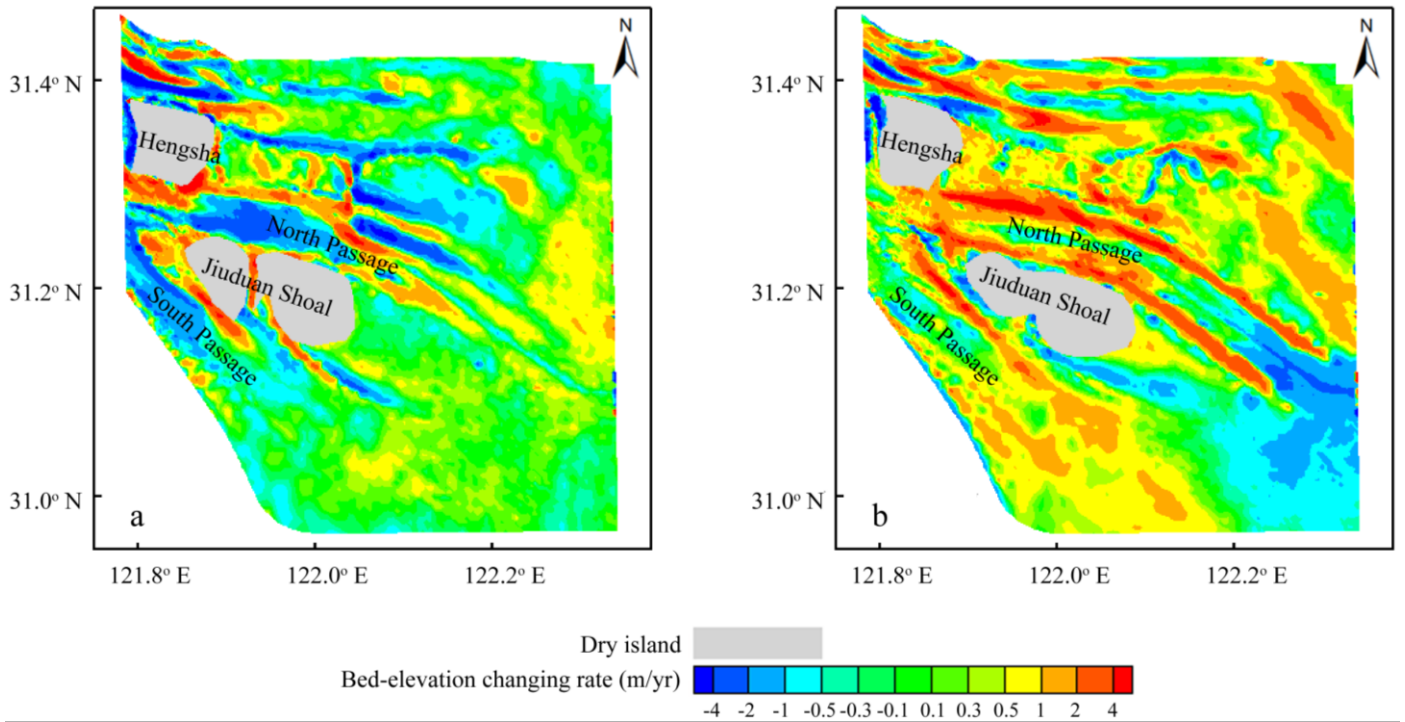 N
N
31.4° N
31.4° N
Hengsha
Hengsha
North Passage
North Passage
31.2° N
31.2° N
Jiuduan Shoal
Jiuduan Shoal
South Passage
South Passage
31.0° N
31.0° N
a
b
121.8° E 122.0° E 122.2° E
121.8° E 122.0° E 122.2° E
Dry island
Bed-elevation changing rate (m/yr)
-4 -2 -1 -0.5 -0.3 -0.1 0.1 0.3 0.5 1 2 4